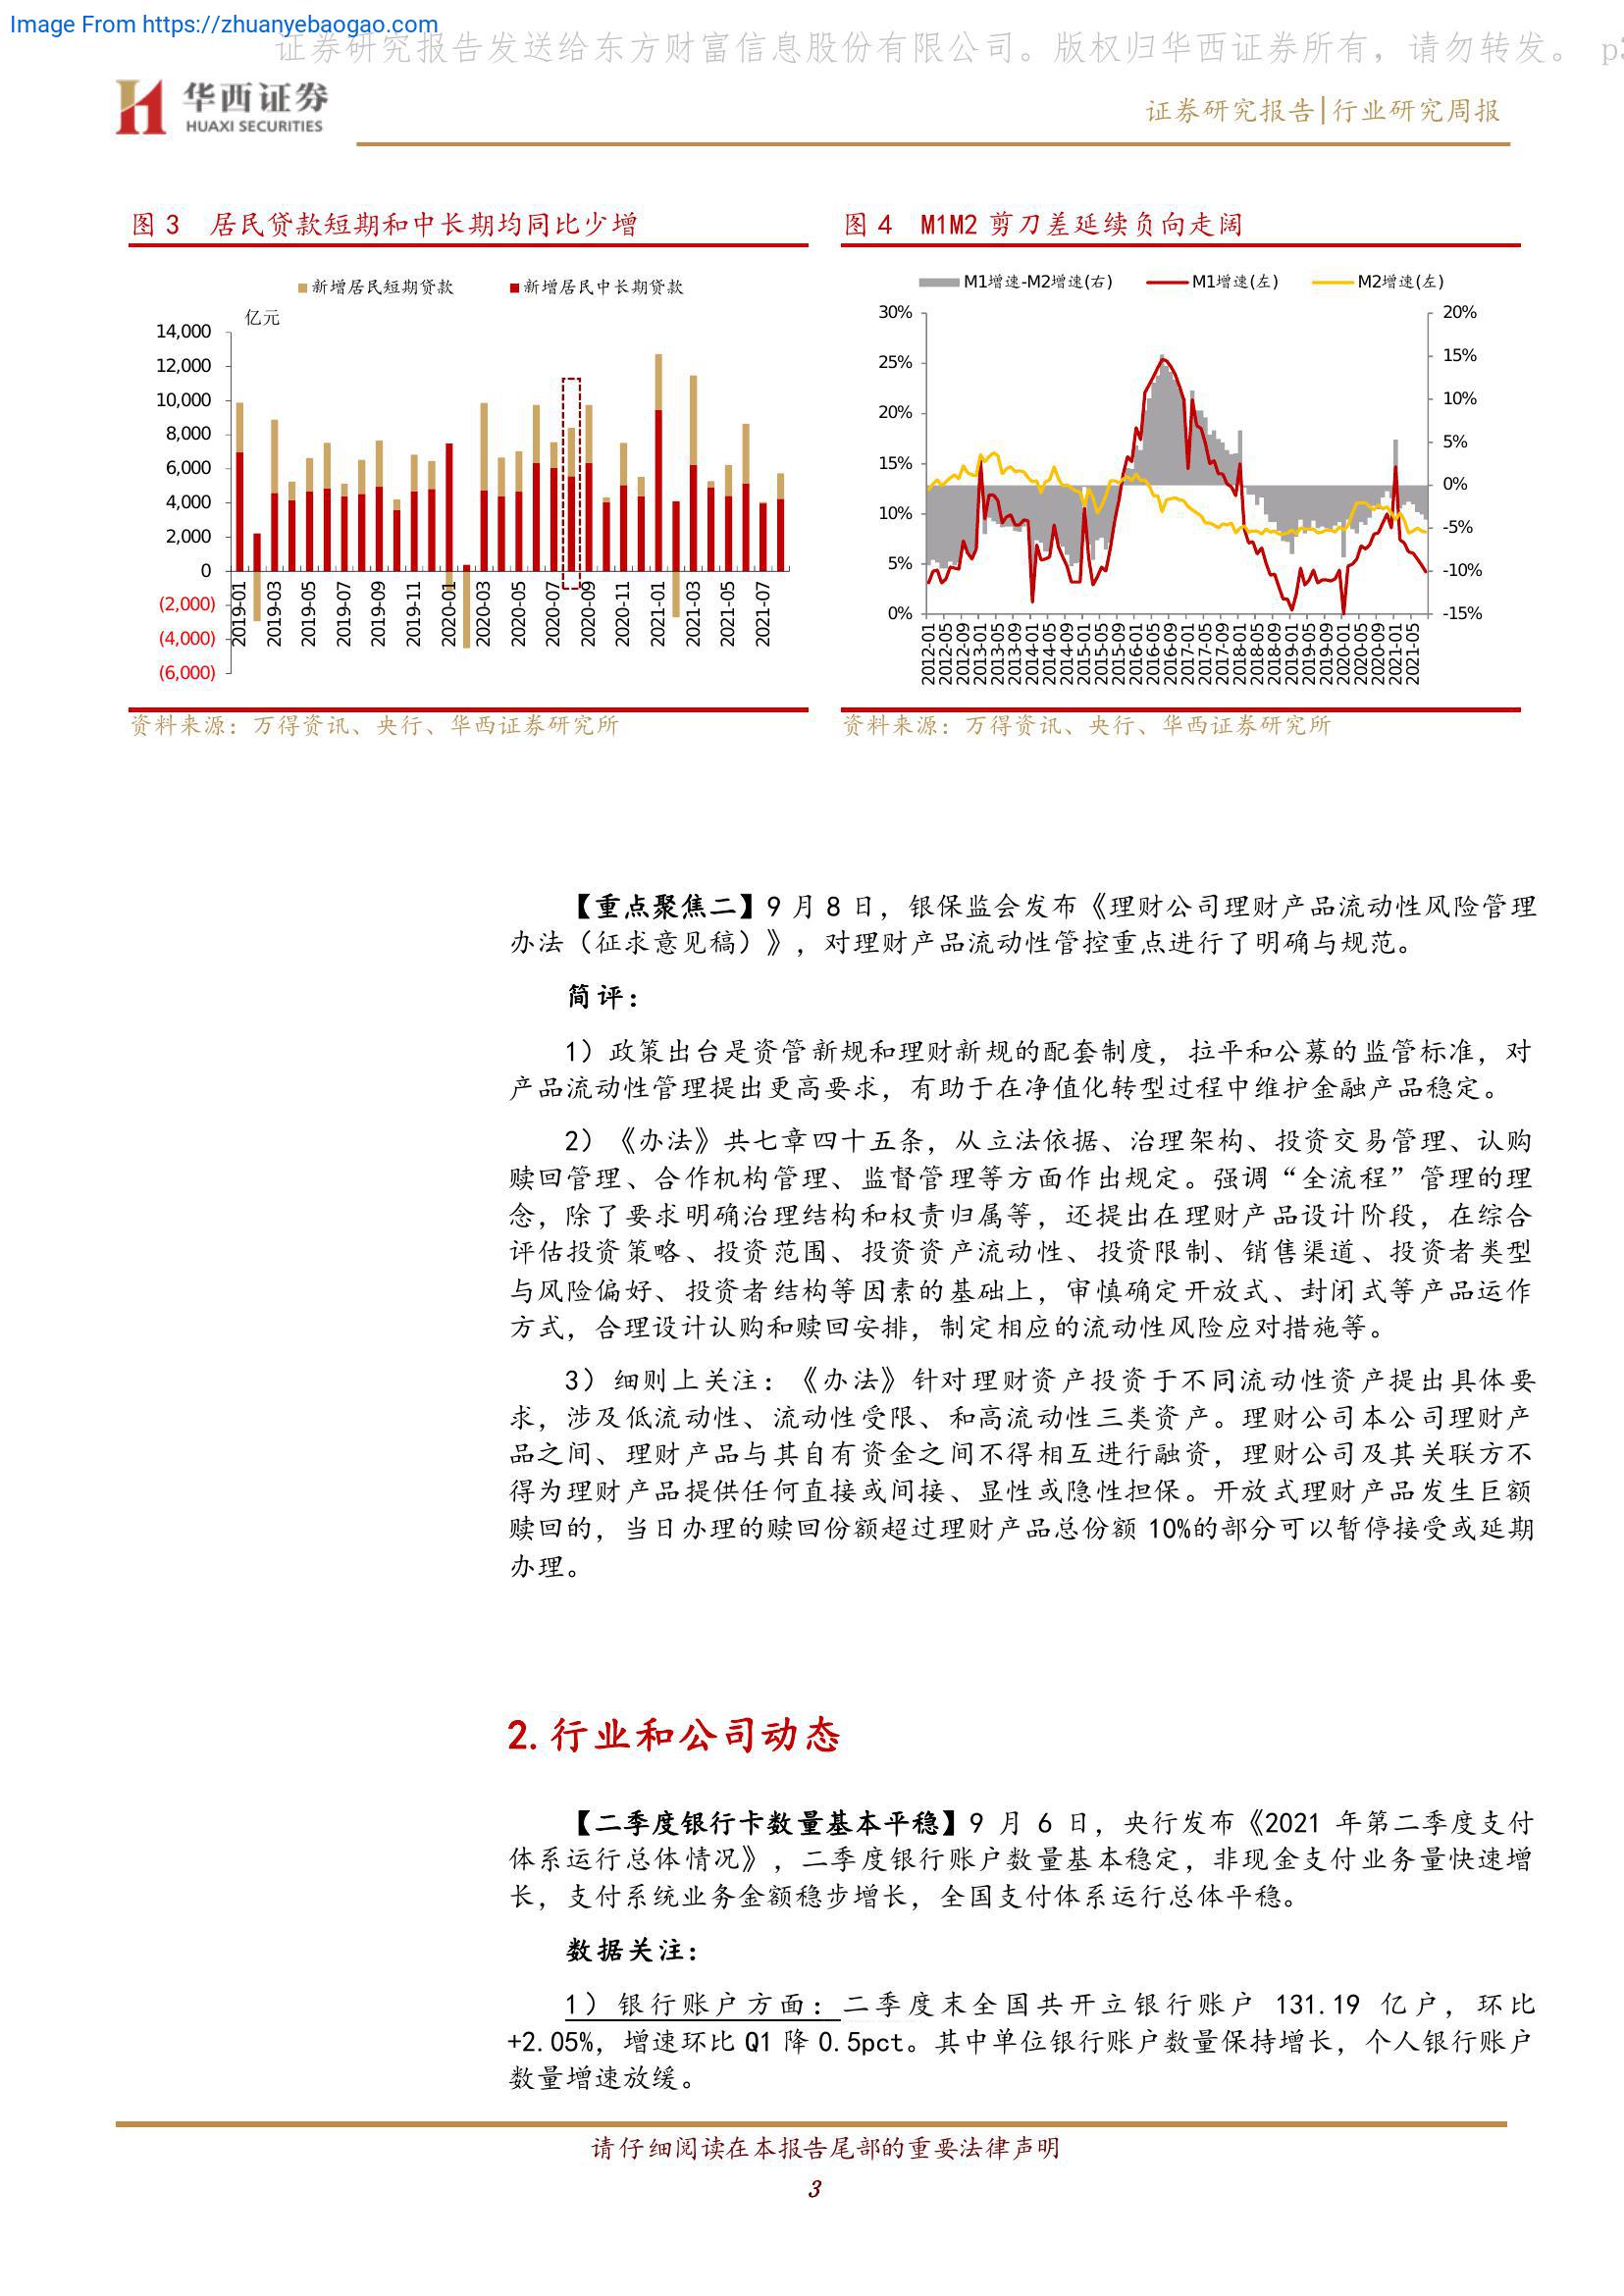 Image From https://zhuanyebaogao.com
证券研究报告发送给东方财富信息股份有限公司。版权归华西证券所有，请勿转发。 p3
华西证券
HUAXI SECURITIES
证券研究报告|行业研究周报
图 3 居民贷款短期和中长期均同比少增
新增居民短期贷款 新增居民中长期贷款
亿元
14,000
12,000
10,000
8,000
6,000
4,000
2,000
0
(2,000)
(4,000)
(6,000)
2019-01 2019-03 2019-05 2019-07 2019-09 2019-11 2020-01 2020-03 2020-05 2020-07 2020-09 2020-11 2021-01 2021-03 2021-05 2021-07
资料来源：万得资讯、央行、华西证券研究所
图 4 M1M2 剪刀差延续负向走阔
M1增速-M2增速(右) M1增速(左) M2增速(左)
30% 20%
25% 15%
20% 10%
15% 5%
10% 0%
5% -5%
0% -10%
-15%
2012-01 2012-05 2012-09 2013-01 2013-05 2013-09 2014-01 2014-05 2014-09 2015-01 2015-05 2015-09 2016-01 2016-05 2016-09 2017-01 2017-05 2017-09 2018-01 2018-05 2018-09 2019-01 2019-05 2019-09 2020-01 2020-05 2020-09 2021-01 2021-05
资料来源：万得资讯、央行、华西证券研究所
【重点聚焦二】9 月 8 日，银保监会发布《理财公司理财产品流动性风险管理
办法（征求意见稿）》，对理财产品流动性管控重点进行了明确与规范。
简评：
1）政策出台是资管新规和理财新规的配套制度，拉平和公募的监管标准，对
产品流动性管理提出更高要求，有助于在净值化转型过程中维护金融产品稳定。
2）《办法》共七章四十五条，从立法依据、治理架构、投资交易管理、认购
赎回管理、合作机构管理、监督管理等方面作出规定。强调“全流程”管理的理
念，除了要求明确治理结构和权责归属等，还提出在理财产品设计阶段，在综合
评估投资策略、投资范围、投资资产流动性、投资限制、销售渠道、投资者类型
与风险偏好、投资者结构等因素的基础上，审慎确定开放式、封闭式等产品运作
方式，合理设计认购和赎回安排，制定相应的流动性风险应对措施等。
3）细则上关注：《办法》针对理财资产投资于不同流动性资产提出具体要
求，涉及低流动性、流动性受限、和高流动性三类资产。理财公司本公司理财产
品之间、理财产品与其自有资金之间不得相互进行融资，理财公司及其关联方不
得为理财产品提供任何直接或间接、显性或隐性担保。开放式理财产品发生巨额
赎回的，当日办理的赎回份额超过理财产品总份额 10%的部分可以暂停接受或延期
办理。
2.行业和公司动态
【二季度银行卡数量基本平稳】9 月 6 日，央行发布《2021 年第二季度支付
体系运行总体情况》，二季度银行账户数量基本稳定，非现金支付业务量快速增
长，支付系统业务金额稳步增长，全国支付体系运行总体平稳。
数据关注：
1）银行账户方面：二季度末全国共开立银行账户 131.19 亿户，环比
+2.05%，增速环比 Q1 降 0.5pct。其中单位银行账户数量保持增长，个人银行账户
数量增速放缓。
请仔细阅读在本报告尾部的重要法律声明
3